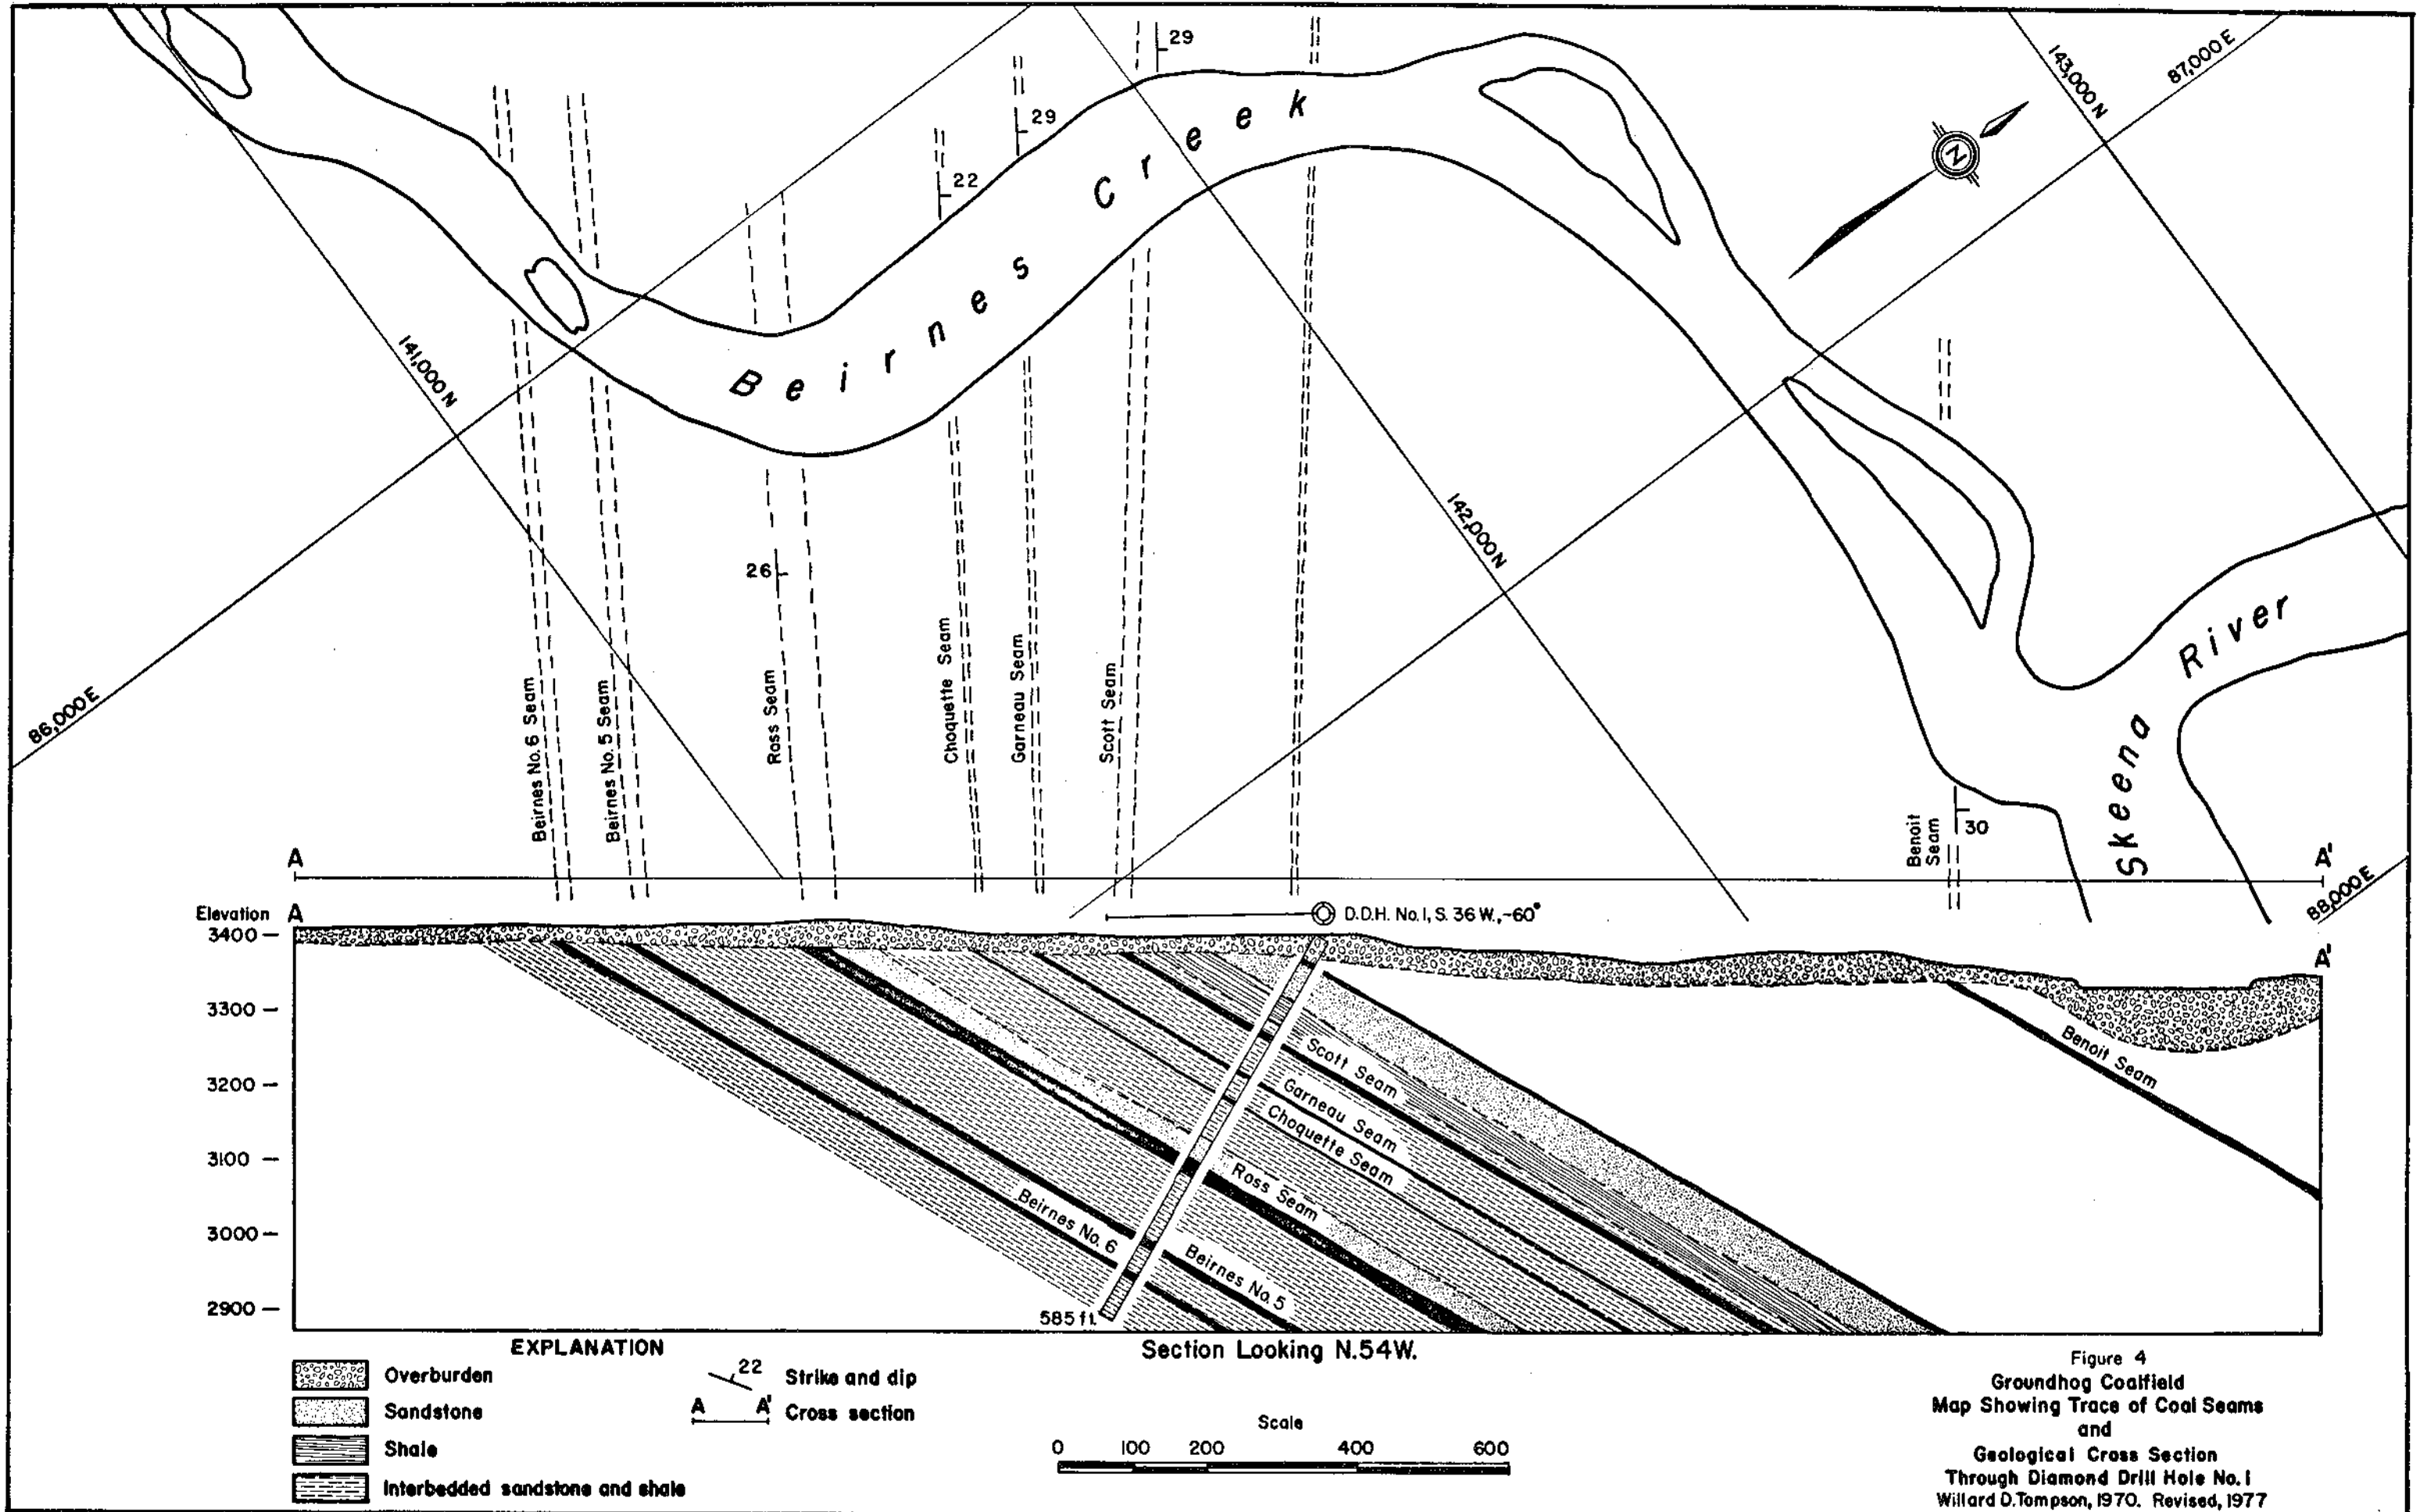 29
143,000 N
87,000 E
29
N
22
Beirnes Creek
141,000 N
142,000 N
26
86,000 E
Beirnes No. 6 Seam
Beirnes No. 5 Seam
Ross Seam
Choquette Seam
Garneau Seam
Scott Seam
Skeena River
Benoit
Seam
30
A
A'
88,000 E
Elevation A
D.D.H. No. 1, S. 36 W., -60°
A'
3400
3300
3200
3100
3000
2900
Benoit Seam
Scott Seam
Garneau Seam
Choquette Seam
Ross Seam
Beirnes No. 6
Beirnes No. 5
585 ft.
Section Looking N. 54W.
EXPLANATION
Overburden
Sandstone
Shale
Interbedded sandstone and shale
22 Strike and dip
A A' Cross section
Scale
0 100 200 400 600
Figure 4
Groundhog Coalfield
Map Showing Trace of Coal Seams
and
Geological Cross Section
Through Diamond Drill Hole No. 1
Willard D. Tompson, 1970. Revised, 1977